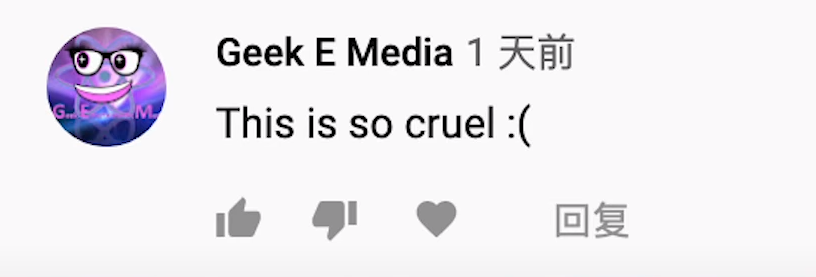 Geek E Media 1 天前
This is so cruel :(
回复